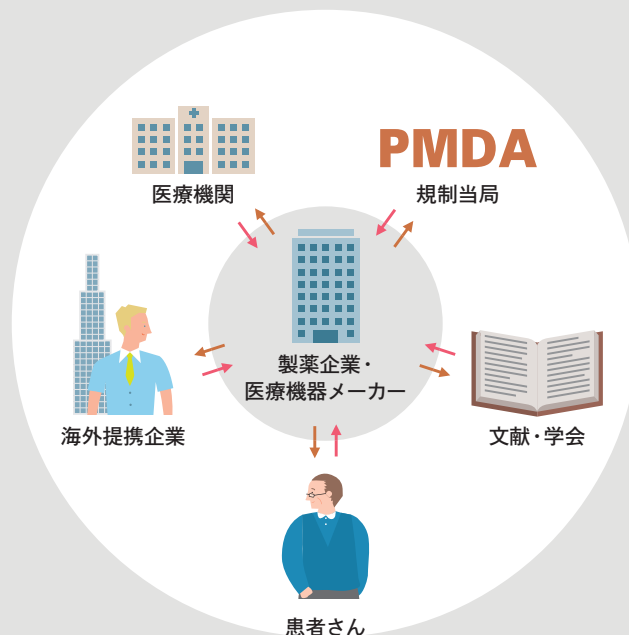 PMDA
医療機関
規制当局
製薬企業・
医療機器メーカー
海外提携企業
文献・学会
患者さん